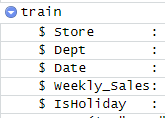 train
$ Store :
$ Dept :
$ Date :
$ Weekly_Sales:
$ IsHoliday :